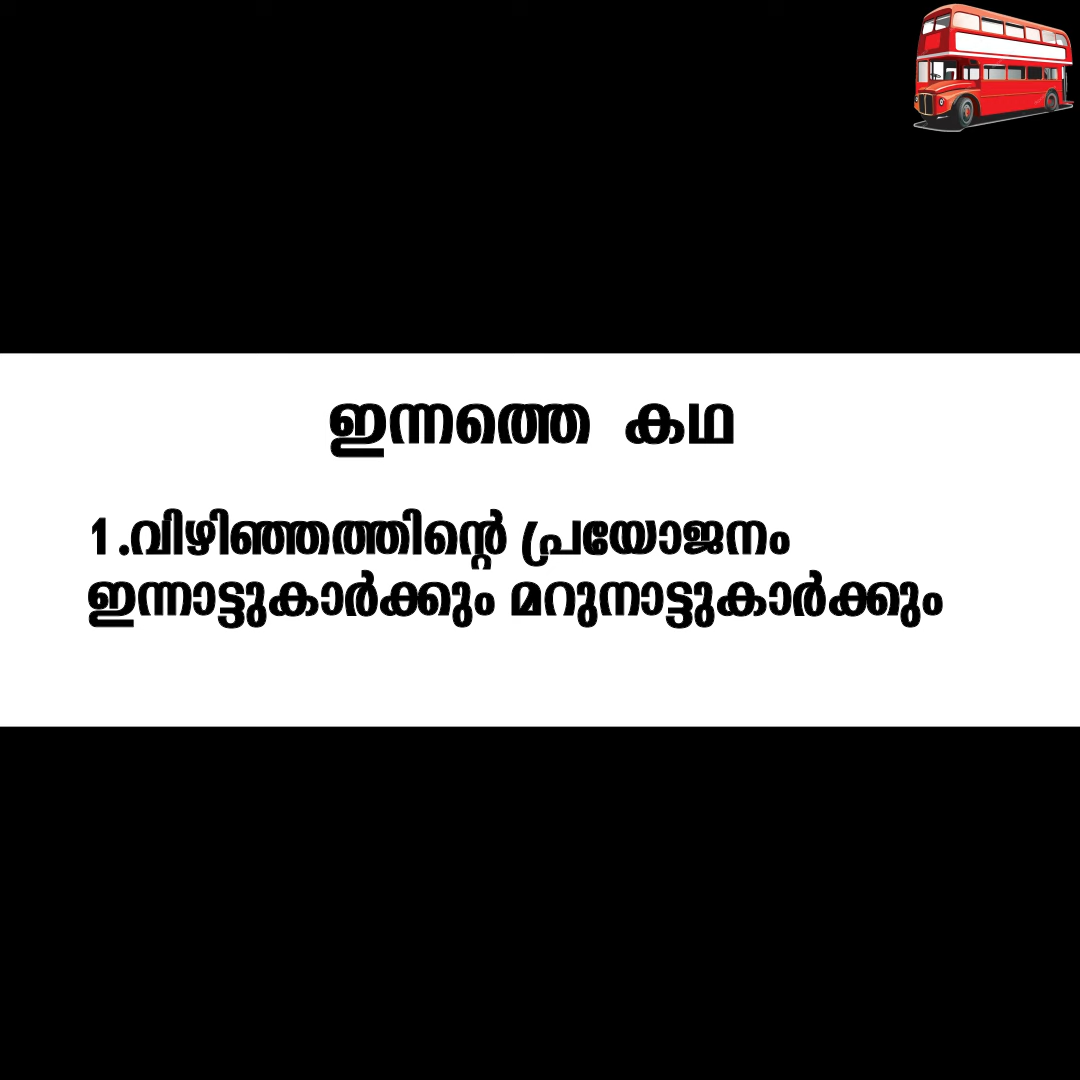 ഇന്നത്തെ കഥ
1.വിഴിഞ്ഞത്തിന്റെ പ്രയോജനം
ഇന്നാട്ടുകാർക്കും മറുനാട്ടുകാർക്കും